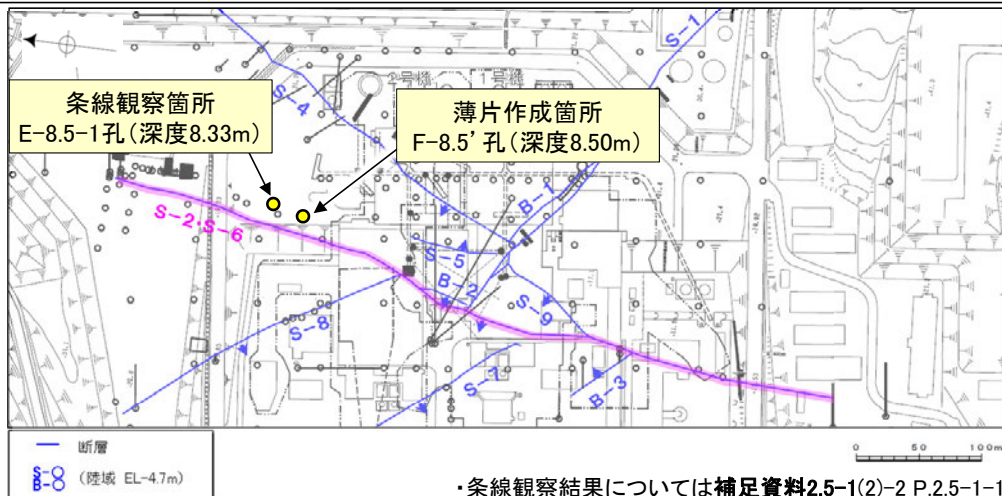 条線観察箇所
E-8.5-1孔(深度8.33m)
薄片作成箇所
F-8.5’孔(深度8.50m)
S-1
S-4
2号機
1号機
B-1
S-2・S-6
S-5
B-2
S-9
S-8
S-7
B-3
断層
S-8
B-8
(陸域 EL-4.7m)
0 50 100m
・条線観察結果については補足資料2.5-1(2)-2 P.2.5-1-1